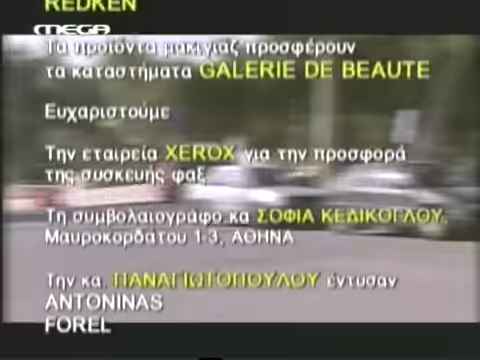 REDKEN
MEGA
Τα προϊόντα μακιγιάζ προσφέρουν
τα καταστήματα GALERIE DE BEAUTE
Ευχαριστούμε
Την εταιρεία XEROX για την προσφορά
της συσκευής φαξ
Τη συμβολαιογράφο κα ΣΟΦΙΑ ΚΕΔΙΚΟΓΛΟΥ,
Μαυροκορδάτου 1-3, ΑΘΗΝΑ
Την κα. ΠΑΝΑΓΙΩΤΟΠΟΥΛΟΥ έντυσαν
ANTONINAS
FOREL